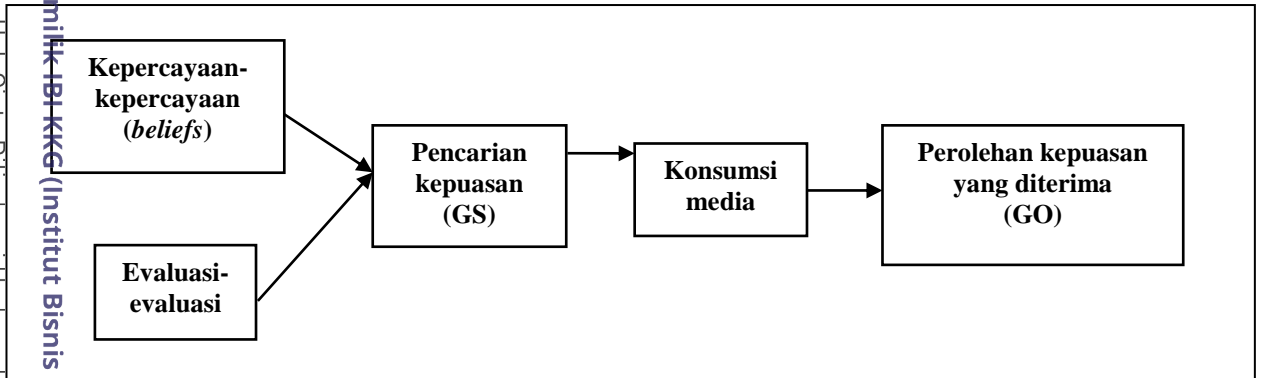 Kepercayaan-
kepercayaan
(beliefs)
Evaluasi-
evaluasi
Pencarian
kepuasan
(GS)
Konsumsi
media
Perolehan kepuasan
yang diterima
(GO)
milik IBI KKG (Institut Bisnis